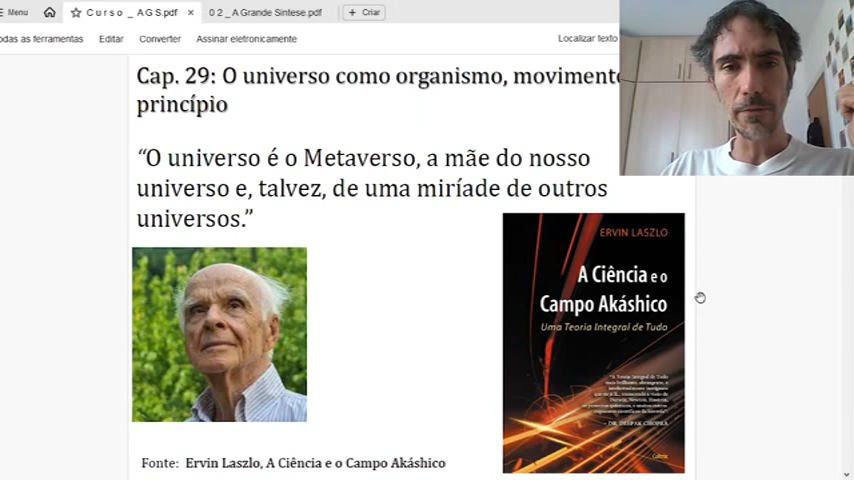 Menu
C u r s o _ A G S.pdf
0 2 _ A Grande Síntese.pdf
Criar
odas as ferramentas
Editar
Converter
Assinar eletronicamente
Localizar texto
Cap. 29: O universo como organismo, movimento
princípio
“O universo é o Metaverso, a mãe do nosso
universo e, talvez, de uma miríade de outros
universos.”
ERVIN LASZLO
A Ciência e o
Campo Akáshico
Uma Teoria Integral de Tudo
— DR. DEEPAK CHOPRA
Cultrix
Fonte: Ervin Laszlo, A Ciência e o Campo Akáshico